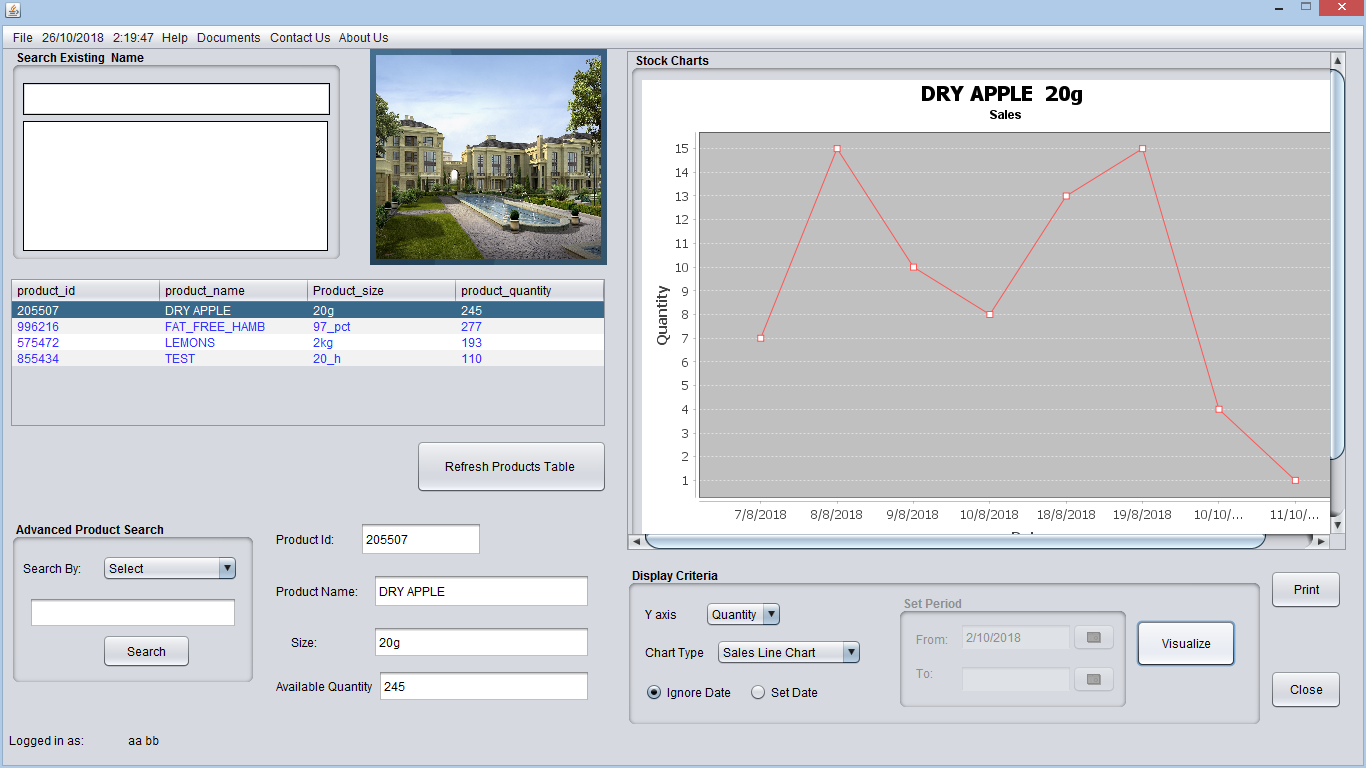 File 26/10/2018 2:19:47 Help Documents Contact Us About Us
Search Existing Name
product_id product_name Product_size product_quantity
205507 DRY APPLE 20g 245
996216 FAT_FREE_HAMB 97_pct 277
575472 LEMONS 2kg 193
855434 TEST 20_h 110
Refresh Products Table
Advanced Product Search
Search By: Select
Search
Product Id: 205507
Product Name: DRY APPLE
Size: 20g
Available Quantity 245
Logged in as: aa bb
Stock Charts
DRY APPLE 20g
Sales
Quantity
15
14
13
12
11
10
9
8
7
6
5
4
3
2
1
7/8/2018 8/8/2018 9/8/2018 10/8/2018 18/8/2018 19/8/2018 10/10/... 11/10/...
Display Criteria
Y axis Quantity
Chart Type Sales Line Chart
Ignore Date Set Date
Set Period
From: 2/10/2018
To:
Visualize
Print
Close